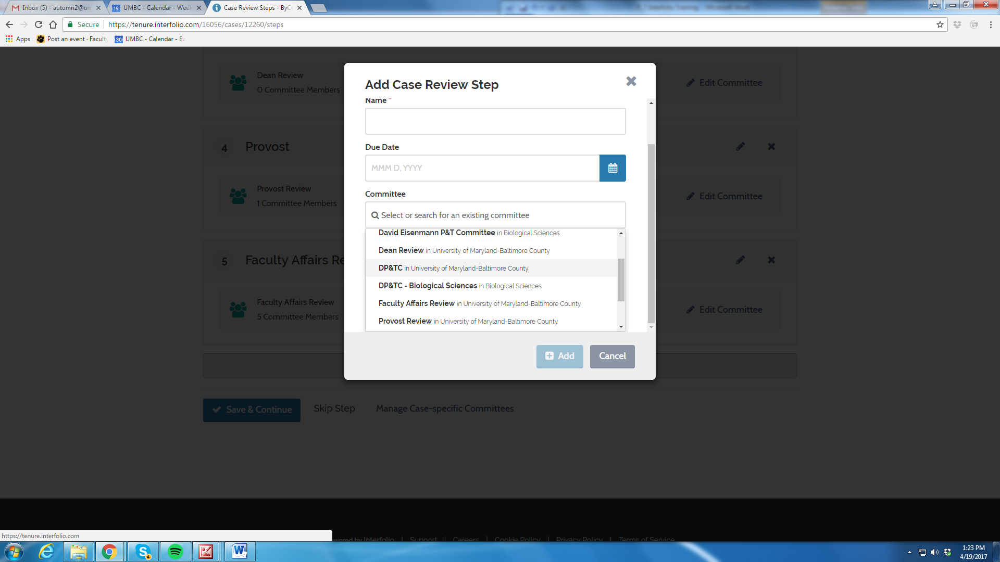 Inbox (5) - autumn2@um
UMBC - Calendar - Week
Case Review Steps - ByC
Secure
https://tenure.interfolio.com/16056/cases/12260/steps
Apps
Post an event · Faculty
UMBC - Calendar - Ev
Dean Review
0 Committee Members
Edit Committee
4
Provost
Provost Review
1 Committee Members
Edit Committee
5
Faculty Affairs Re
Faculty Affairs Review
5 Committee Members
Edit Committee
Add Case Review Step
Name *
Due Date
MMM D, YYYY
Committee
Select or search for an existing committee
David Eisenmann P&T Committee in Biological Sciences
Dean Review in University of Maryland-Baltimore County
DP&TC in University of Maryland-Baltimore County
DP&TC - Biological Sciences in Biological Sciences
Faculty Affairs Review in University of Maryland-Baltimore County
Provost Review in University of Maryland-Baltimore County
Add
Cancel
Save & Continue
Skip Step
Manage Case-specific Committees
https://tenure.interfolio.com
Interfolio | Support | Careers | Cookie Policy | Privacy Policy | Terms of Service
1:23 PM
4/19/2017